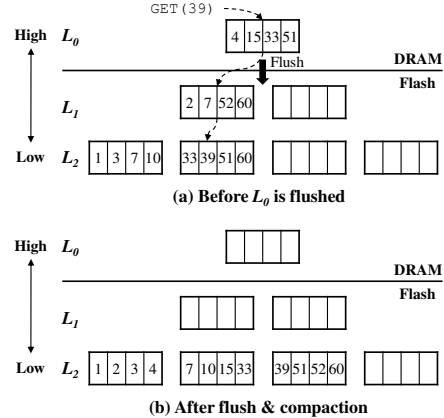 GET(39)
High L0 4 15 33 51
DRAM
Flush
Flash
L1 2 7 52 60
Low L2 1 3 7 10 33 39 51 60
(a) Before L0 is flushed
High L0
DRAM
Flash
L1
Low L2 1 2 3 4 7 10 15 33 39 51 52 60
(b) After flush & compaction